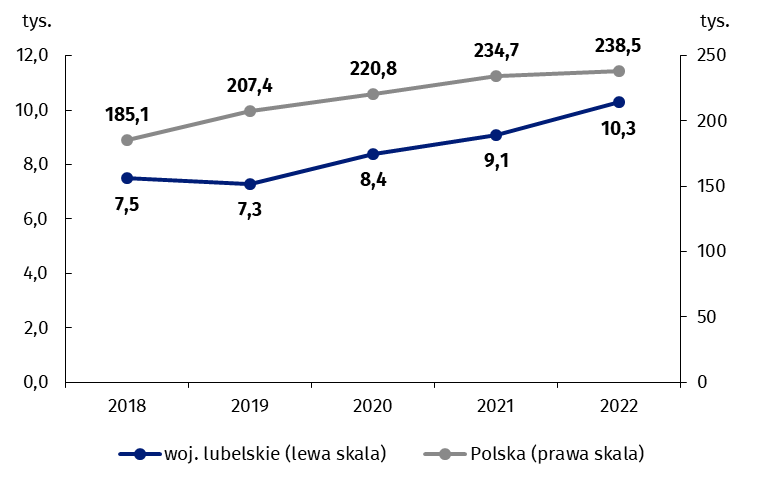 tys. tys.
12,0 250
10,0 200
8,0 150
6,0 100
4,0 50
2,0 0
0,0
185,1 207,4 220,8 234,7 238,5
7,5 7,3 8,4 9,1 10,3
2018 2019 2020 2021 2022
woj. lubelskie (lewa skala) Polska (prawa skala)